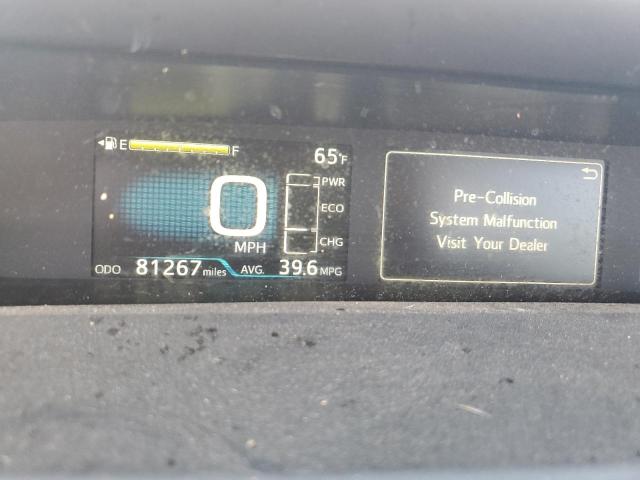 E F
65°F
0
MPH
PWR
ECO
CHG
ODO 81267 miles AVG. 39.6 MPG
Pre-Collision
System Malfunction
Visit Your Dealer